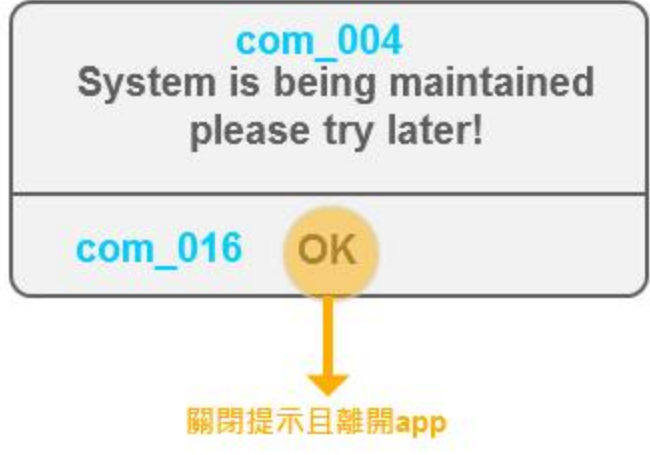 com_004
System is being maintained
please try later!
com_016 OK
關閉提示且離開app